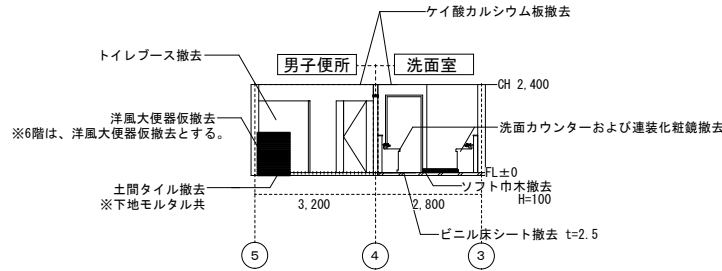 ケイ酸カルシウム板撤去
トイレブース撤去
男子便所
洗面室
CH 2,400
洋風大便器仮撤去
※6階は、洋風大便器仮撤去とする。
洗面カウンターおよび連装化粧鏡撤去
FL±0
土間タイル撤去
※下地モルタル共
ソフト巾木撤去
H=100
3,200
2,800
ビニル床シート撤去 t=2.5
5
4
3